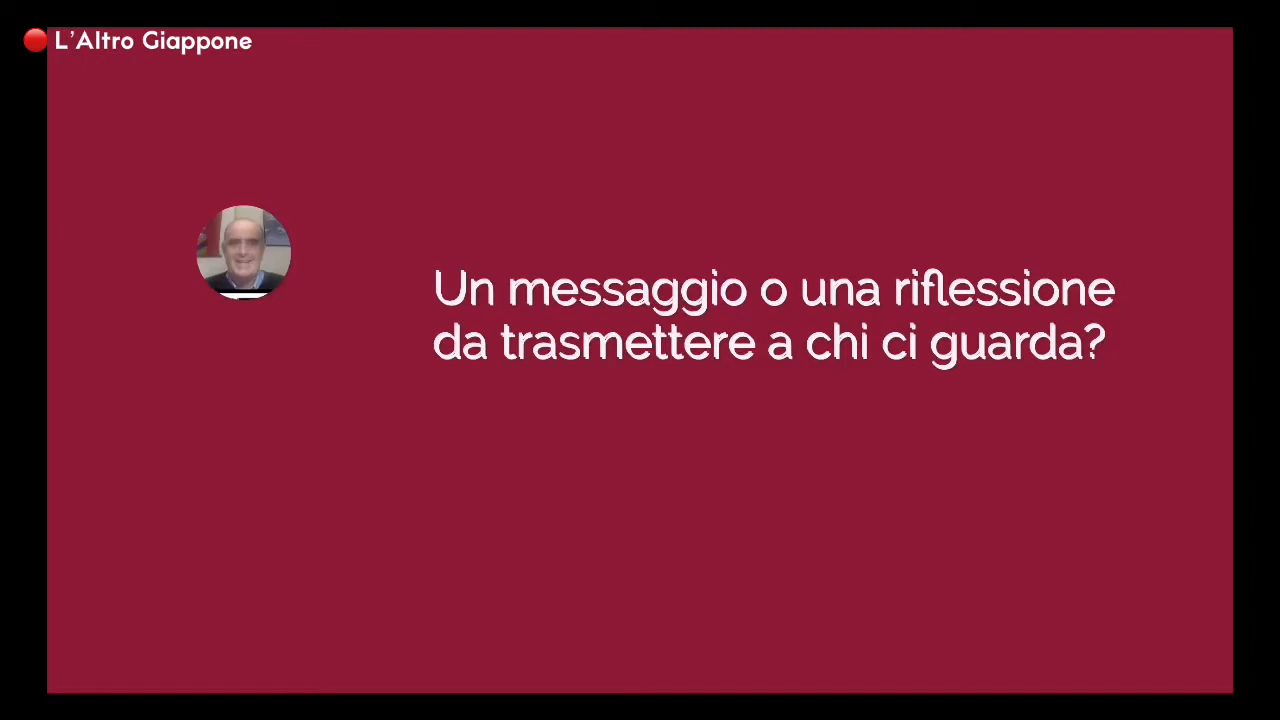 L'Altro Giappone
Un messaggio o una riflessione
da trasmettere a chi ci guarda?